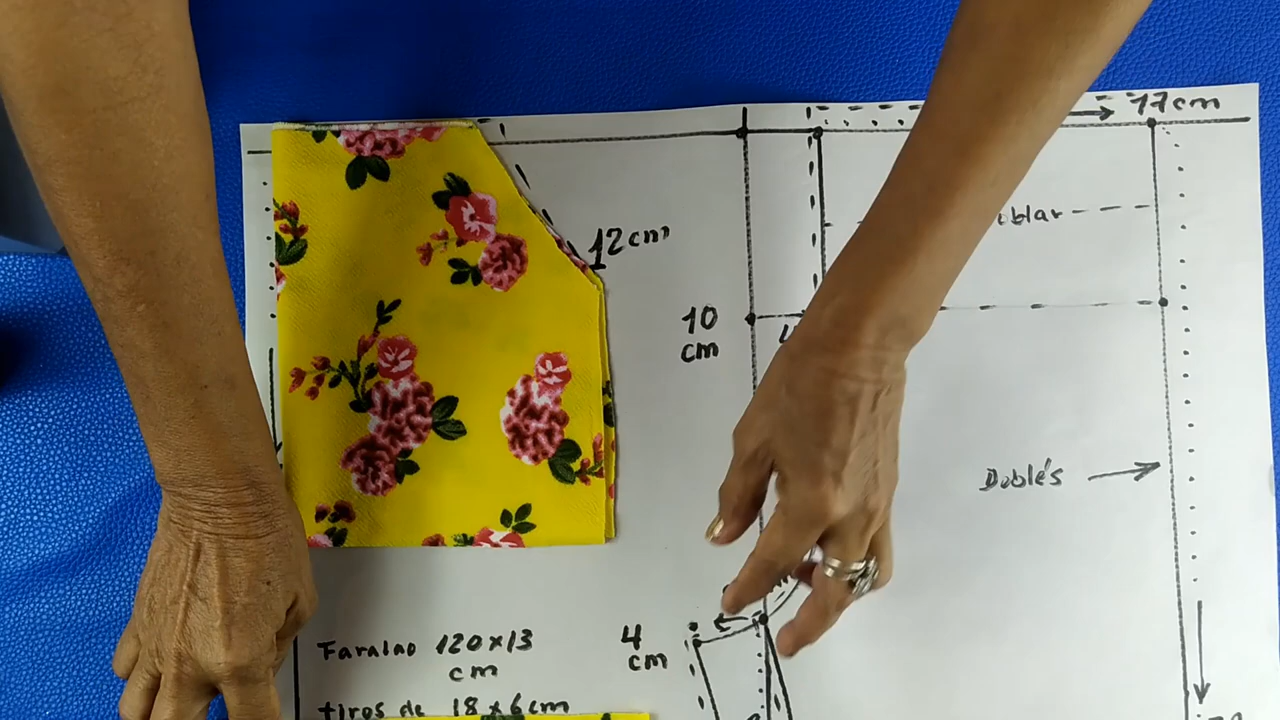 17cm
12cm
10
cm
Doblés
4
cm
Faralao 120x13
cm
tiros de 18x6cm